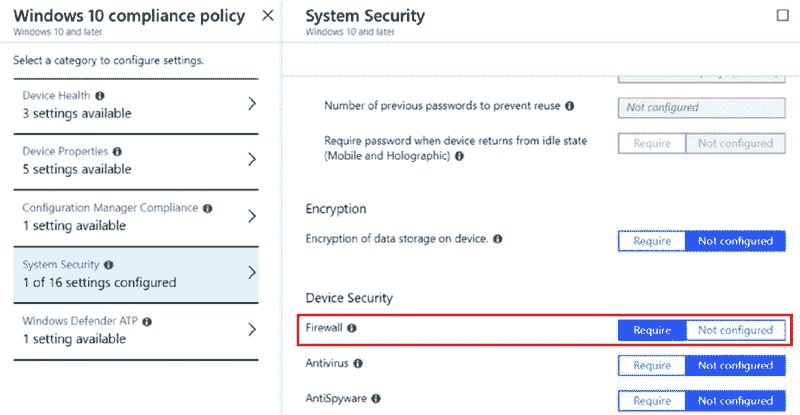 Windows 10 compliance policy
Windows 10 and later
Select a category to configure settings.
Device Health
3 settings available
Device Properties
5 settings available
Configuration Manager Compliance
1 setting available
System Security
1 of 16 settings configured
Windows Defender ATP
1 setting available
System Security
Windows 10 and later
Number of previous passwords to prevent reuse
Not configured
Require password when device returns from idle state
(Mobile and Holographic)
Require Not configured
Encryption
Encryption of data storage on device.
Require Not configured
Device Security
Firewall
Require Not configured
Antivirus
Require Not configured
AntiSpyware
Require Not configured